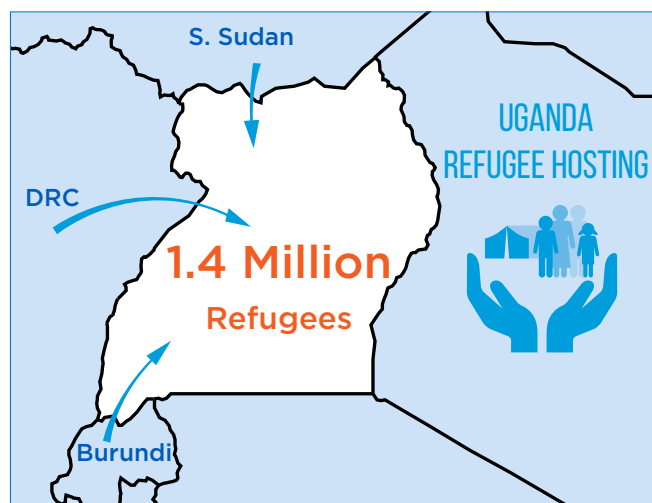 S. Sudan
UGANDA
REFUGEE HOSTING
DRC
1.4 Million
Refugees
Burundi